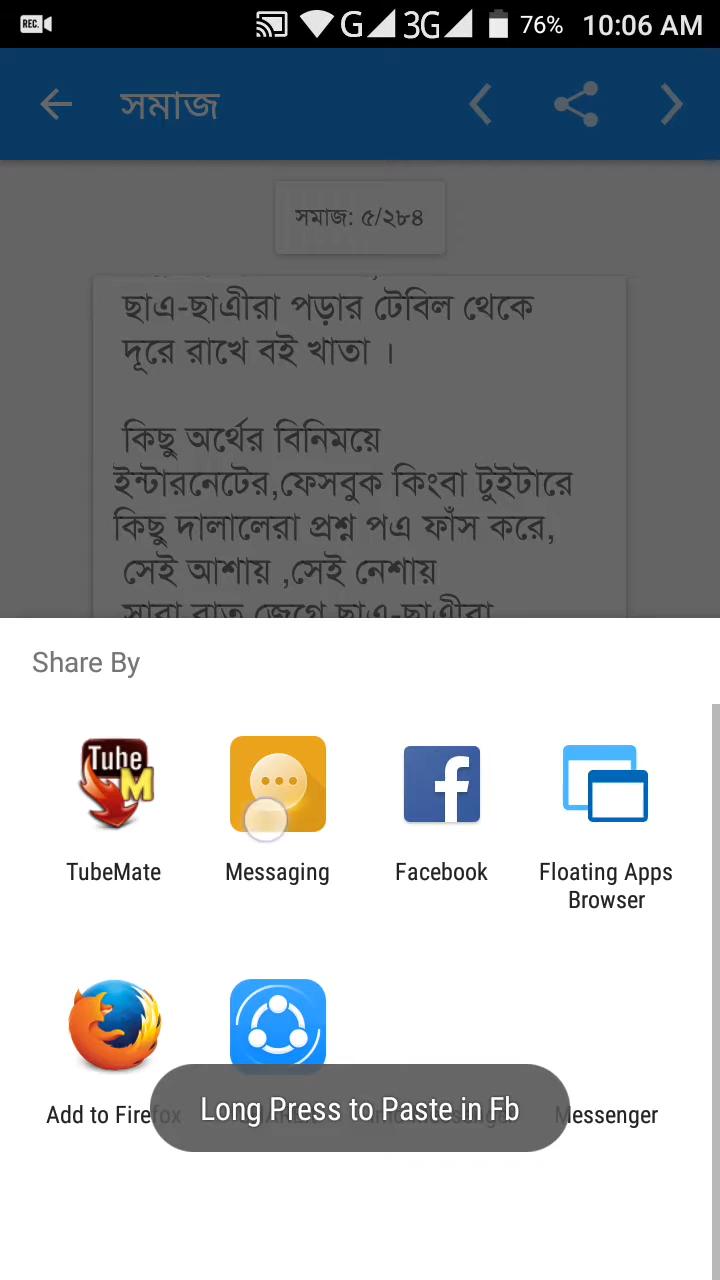 REC.
G 3G 76% 10:06 AM
সমাজ
সমাজ: ৫/২৮৪
ছাএ-ছাএীরা পড়ার টেবিল থেকে
দূরে রাখে বই খাতা ।
কিছু অর্থের বিনিময়ে
ইন্টারনেটের,ফেসবুক কিংবা টুইটারে
কিছু দালালেরা প্রশ্ন পএ ফাঁস করে,
সেই আশায় ,সেই নেশায়
সারা রাত জেগে ছাএ-ছাএীরা
Share By
Tube
M
f
TubeMate
Messaging
Facebook
Floating Apps
Browser
Add to Firefox
Messenger
Long Press to Paste in Fb